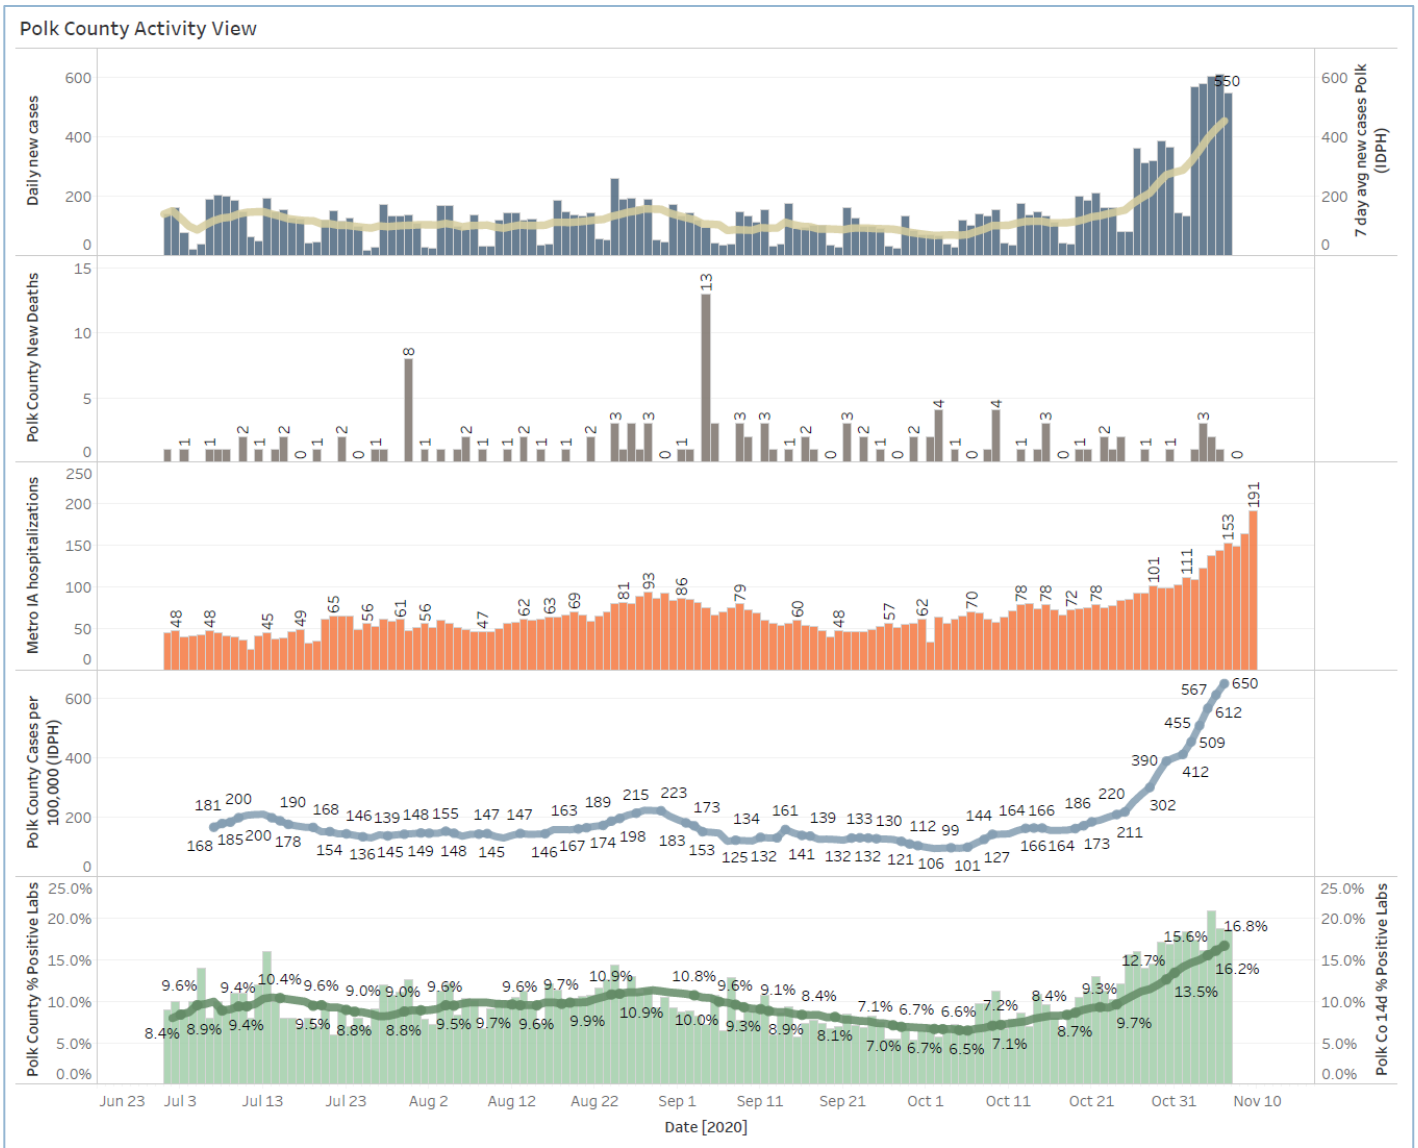 Polk County Activity View
Daily new cases
600
400
200
0
550
600
400
200
0
7 day avg new cases Polk
(IDPH)
Polk County New Deaths
15
10
5
0
1 1 2 1 2 0 1 2 0 1 8 1 2 1 2 1 1 2 3 3 0 1 13 3 3 1 2 0 3 2 1 0 2 4 1 0 4 1 3 0 1 2 1 1 3 0
Metro IA hospitalizations
250
200
150
100
50
0
48 48 45 49 65 56 61 56 47 62 63 69 81 93 86 79 60 48 57 62 70 78 78 72 78 101 111 153 191
Polk County Cases per
100,000 (IDPH)
600
400
200
0
181 200 190 168 146 139 148 155 147 147 163 189 215 223 173 134 161 139 133 130 112 99 144 164 166 186 220 390 455 567 650
168 185 200 178 154 136 145 149 148 145 146 167 174 198 183 153 125 132 141 132 132 121 106 101 127 166 164 173 211 302 412 509 612
Polk County % Positive Labs
25.0%
20.0%
15.0%
10.0%
5.0%
0.0%
9.6% 9.4% 10.4% 9.6% 9.0% 9.0% 9.6% 9.6% 9.7% 10.9% 10.8% 9.6% 9.1% 8.4% 7.1% 6.7% 6.6% 7.2% 8.4% 9.3% 12.7% 15.6% 16.8%
8.4% 8.9% 9.4% 9.5% 8.8% 8.8% 9.5% 9.7% 9.6% 9.9% 10.9% 10.0% 9.3% 8.9% 8.1% 7.0% 6.7% 6.5% 7.1% 8.7% 9.7% 13.5% 16.2%
25.0%
20.0%
15.0%
10.0%
5.0%
0.0%
Polk Co 14d % Positive Labs
Jun 23 Jul 3 Jul 13 Jul 23 Aug 2 Aug 12 Aug 22 Sep 1 Sep 11 Sep 21 Oct 1 Oct 11 Oct 21 Oct 31 Nov 10
Date [2020]